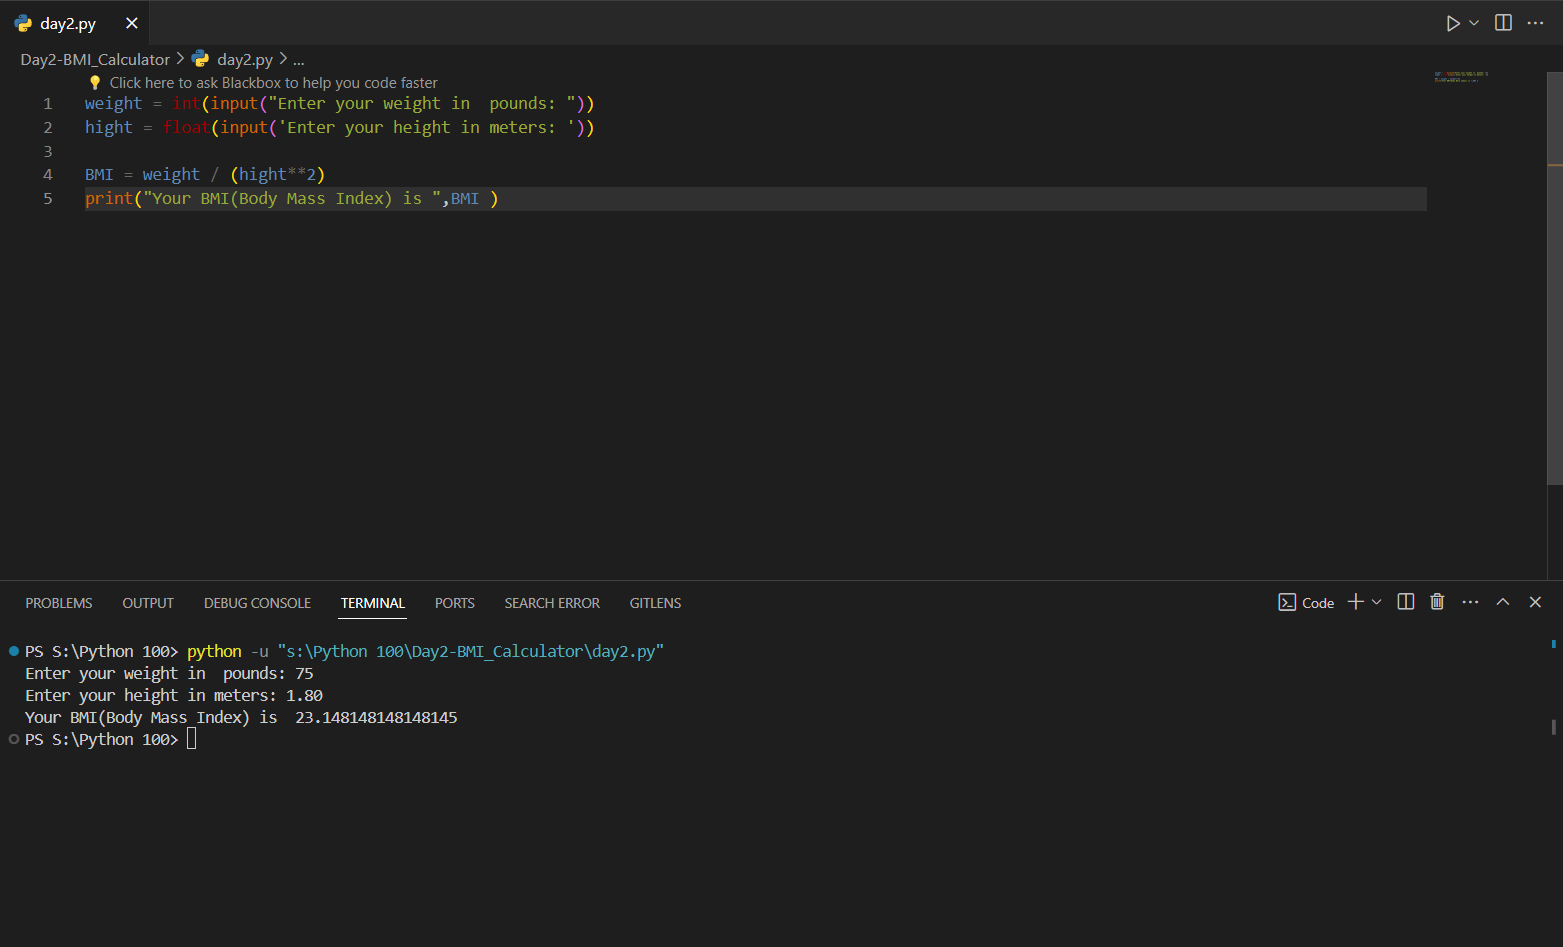 day2.py
Day2-BMI_Calculator > day2.py > ...
Click here to ask Blackbox to help you code faster
1 weight = int(input("Enter your weight in  pounds: "))
2 hight = float(input('Enter your height in meters: '))
3
4 BMI = weight / (hight**2)
5 print("Your BMI(Body Mass Index) is ",BMI )
PROBLEMS OUTPUT DEBUG CONSOLE TERMINAL PORTS SEARCH ERROR GITLENS Code
PS S:\Python 100> python -u "s:\Python 100\Day2-BMI_Calculator\day2.py"
Enter your weight in  pounds: 75
Enter your height in meters: 1.80
Your BMI(Body Mass Index) is  23.148148148148145
PS S:\Python 100>